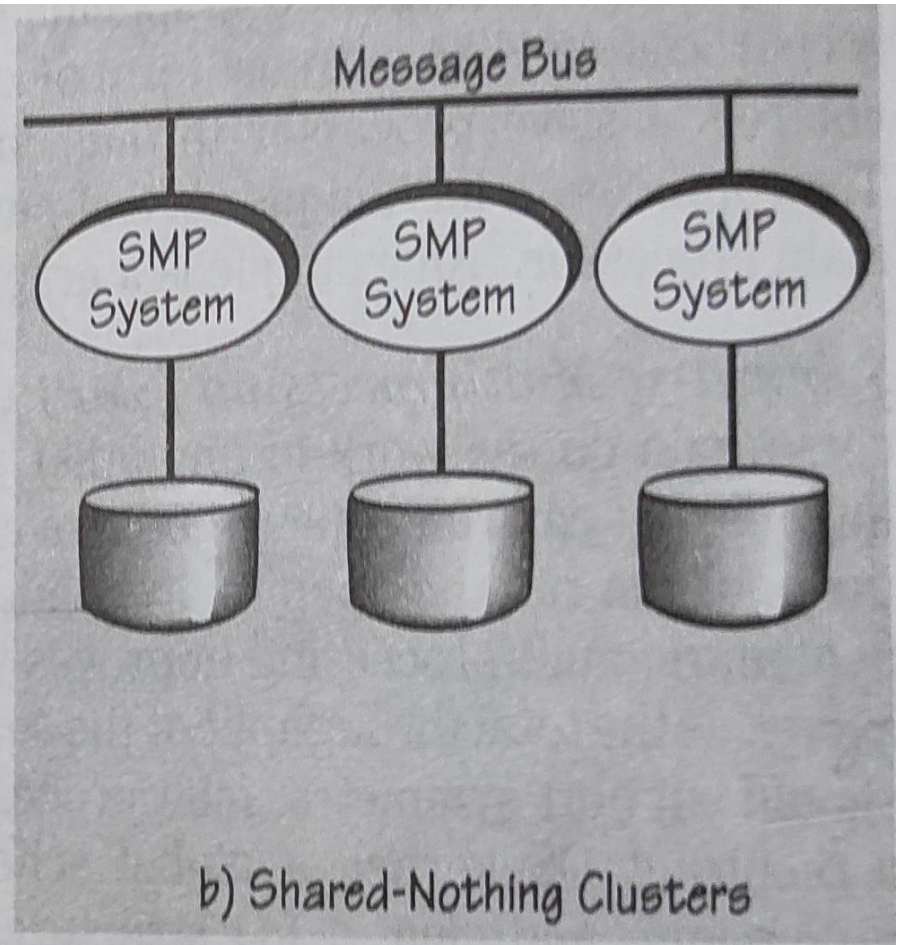 Message Bus
SMP
System
SMP
System
SMP
System
b) Shared-Nothing Clusters